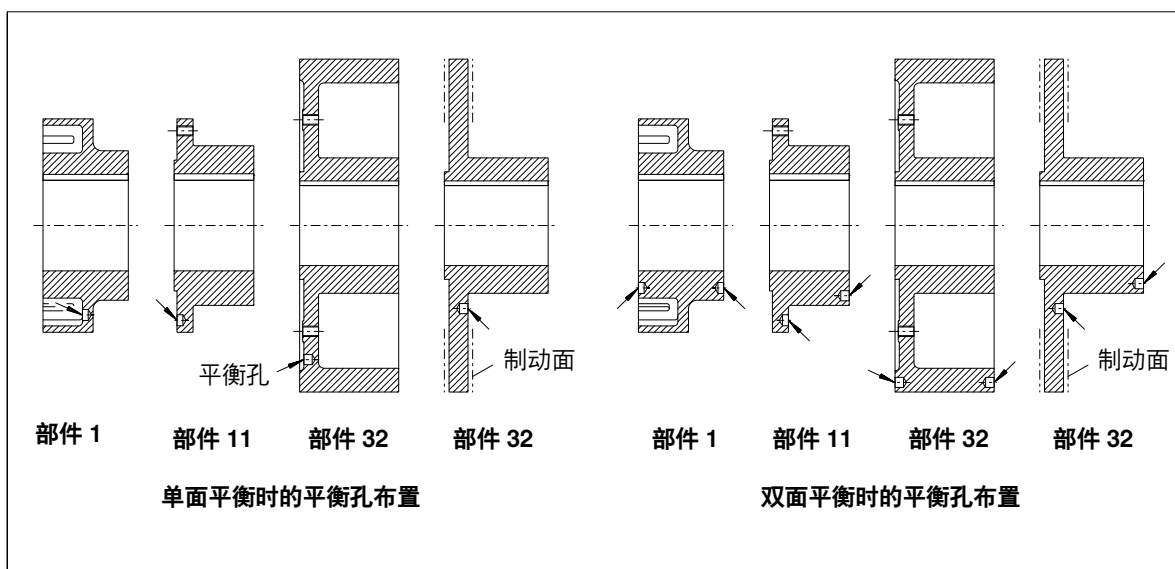 平衡孔
制动面
部件 1
部件 11
部件 32
部件 32
单面平衡时的平衡孔布置
制动面
部件 1
部件 11
部件 32
部件 32
双面平衡时的平衡孔布置